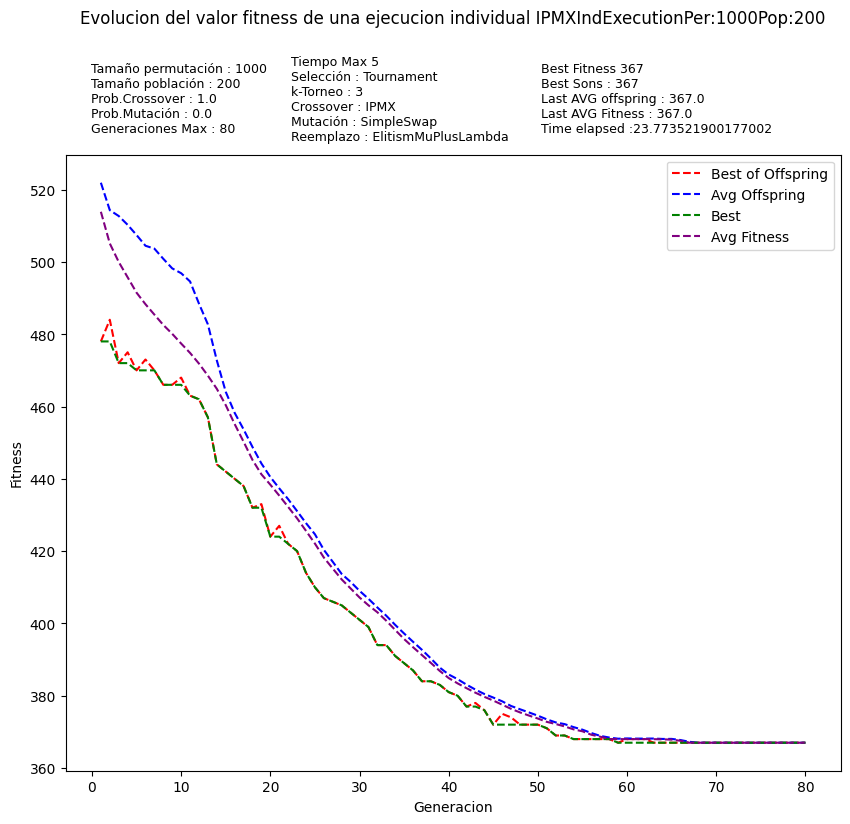 Evolucion del valor fitness de una ejecucion individual IPMXIndExecutionPer:1000Pop:200
Tamaño permutación : 1000
Tamaño población : 200
Prob.Crossover : 1.0
Prob.Mutación : 0.0
Generaciones Max : 80
Tiempo Max 5
Selección : Tournament
k-Torneo : 3
Crossover : IPMX
Mutación : SimpleSwap
Reemplazo : ElitismMuPlusLambda
Best Fitness 367
Best Sons : 367
Last AVG offspring : 367.0
Last AVG Fitness : 367.0
Time elapsed :23.773521900177002
Best of Offspring
Avg Offspring
Best
Avg Fitness
Fitness
520
500
480
460
440
420
400
380
360
0 10 20 30 40 50 60 70 80
Generacion